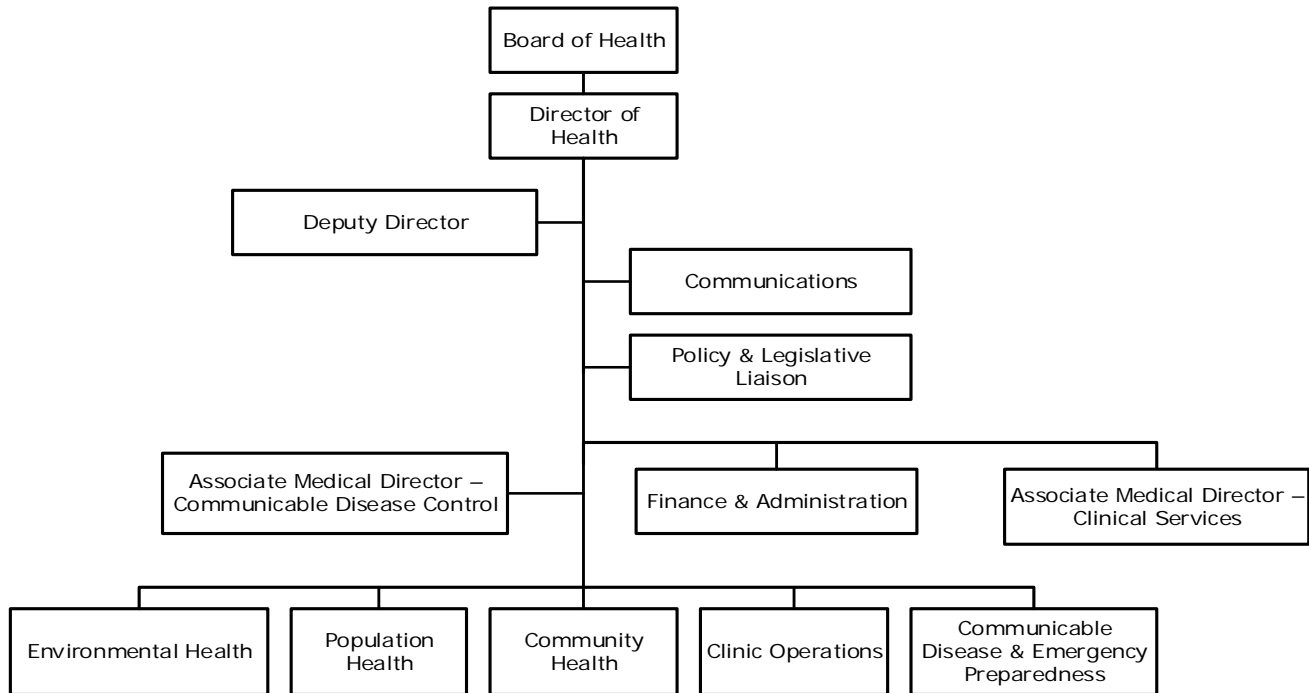 Board of Health
Director of
Health
Deputy Director
Communications
Policy & Legislative
Liaison
Associate Medical Director –
Communicable Disease Control
Finance & Administration
Associate Medical Director –
Clinical Services
Environmental Health
Population
Health
Community
Health
Clinic Operations
Communicable
Disease & Emergency
Preparedness